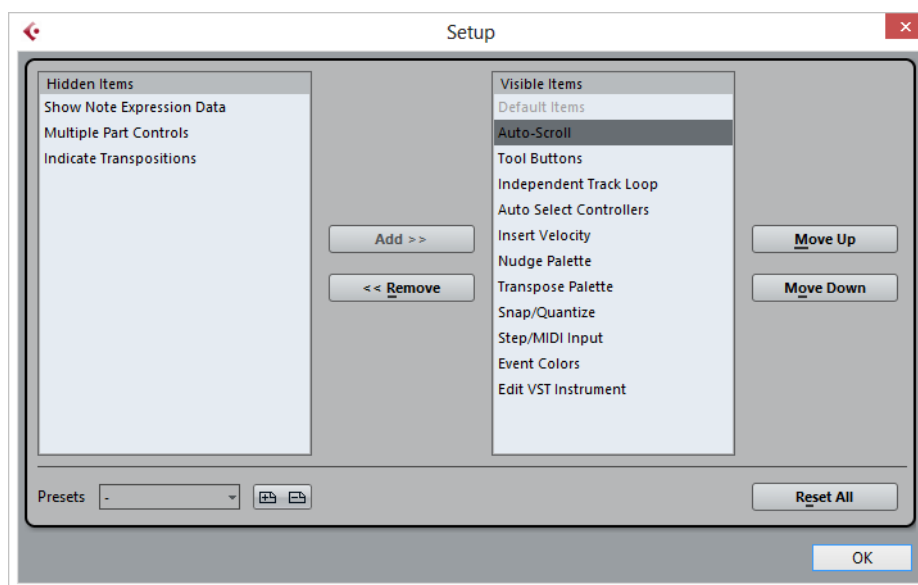 Setup
Hidden Items
Show Note Expression Data
Multiple Part Controls
Indicate Transpositions
Add >>
<< Remove
Visible Items
Default Items
Auto-Scroll
Tool Buttons
Independent Track Loop
Auto Select Controllers
Insert Velocity
Nudge Palette
Transpose Palette
Snap/Quantize
Step/MIDI Input
Event Colors
Edit VST Instrument
Move Up
Move Down
Presets -
Reset All
OK